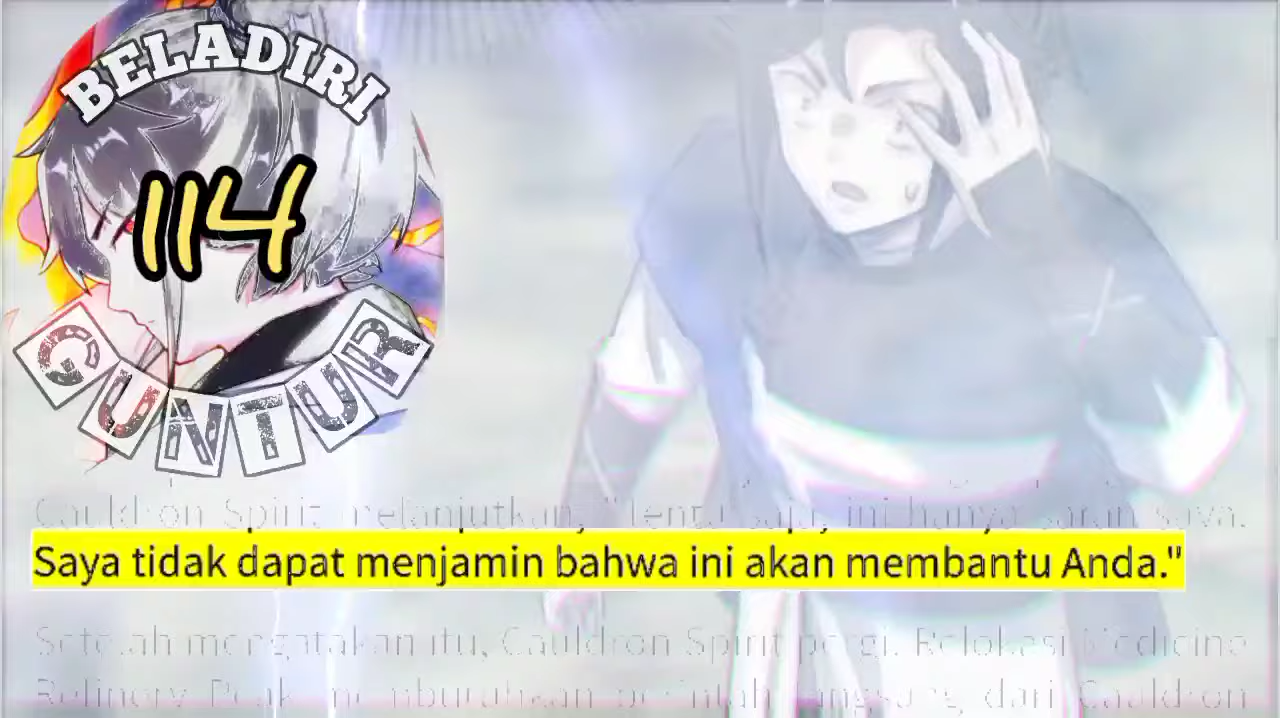 BELADIRI
114
GUNTUR
Cauldron Spirit melanjutkan, "Tentu saja, ini hanya saran saya.
Saya tidak dapat menjamin bahwa ini akan membantu Anda."
Setelah mengatakan itu, Cauldron Spirit pergi. Relokasi Medicine
Refinery Peak membutuhkan perintah langsung dari Cauldron